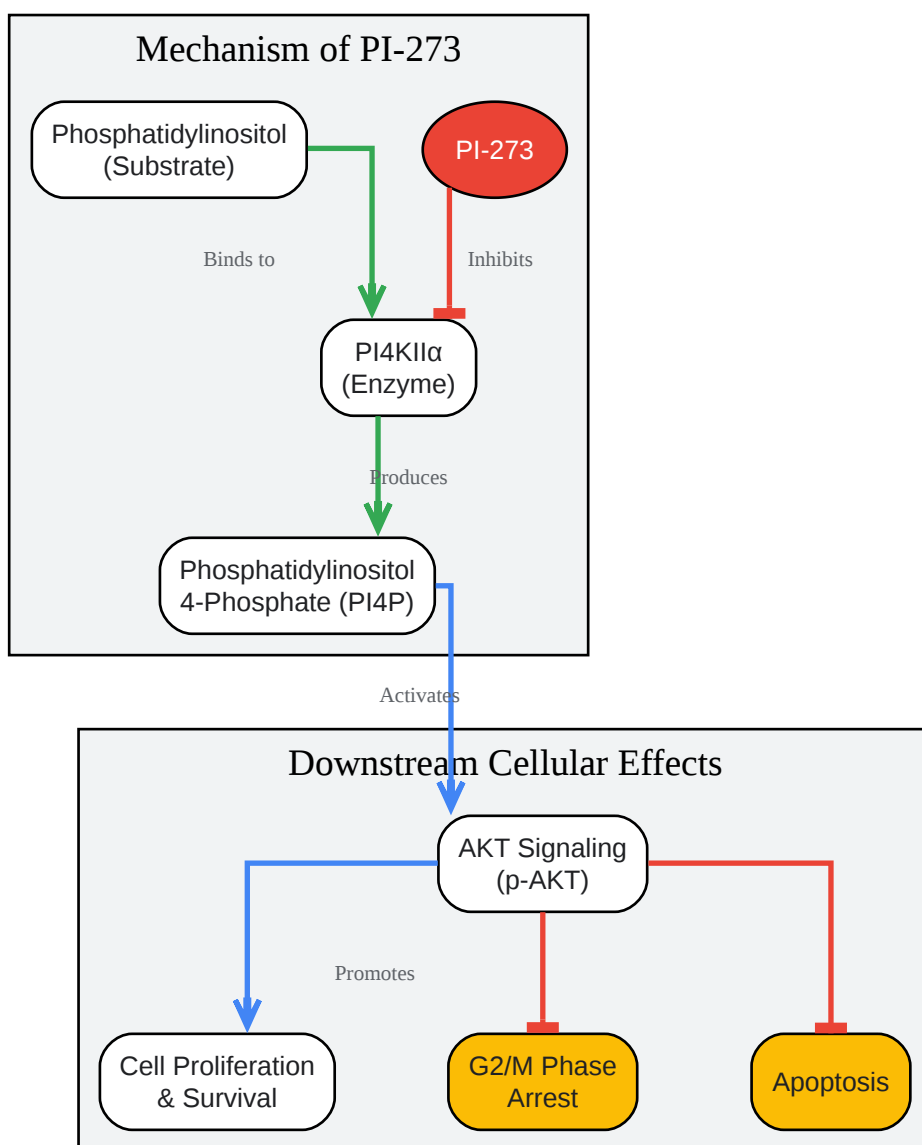 Mechanism of PI-273
Phosphatidylinositol
(Substrate)
PI-273
Binds to
Inhibits
PI4KIIα
(Enzyme)
Produces
Phosphatidylinositol
4-Phosphate (PI4P)
Activates
Downstream Cellular Effects
AKT Signaling
(p-AKT)
Promotes
Cell Proliferation
& Survival
G2/M Phase
Arrest
Apoptosis